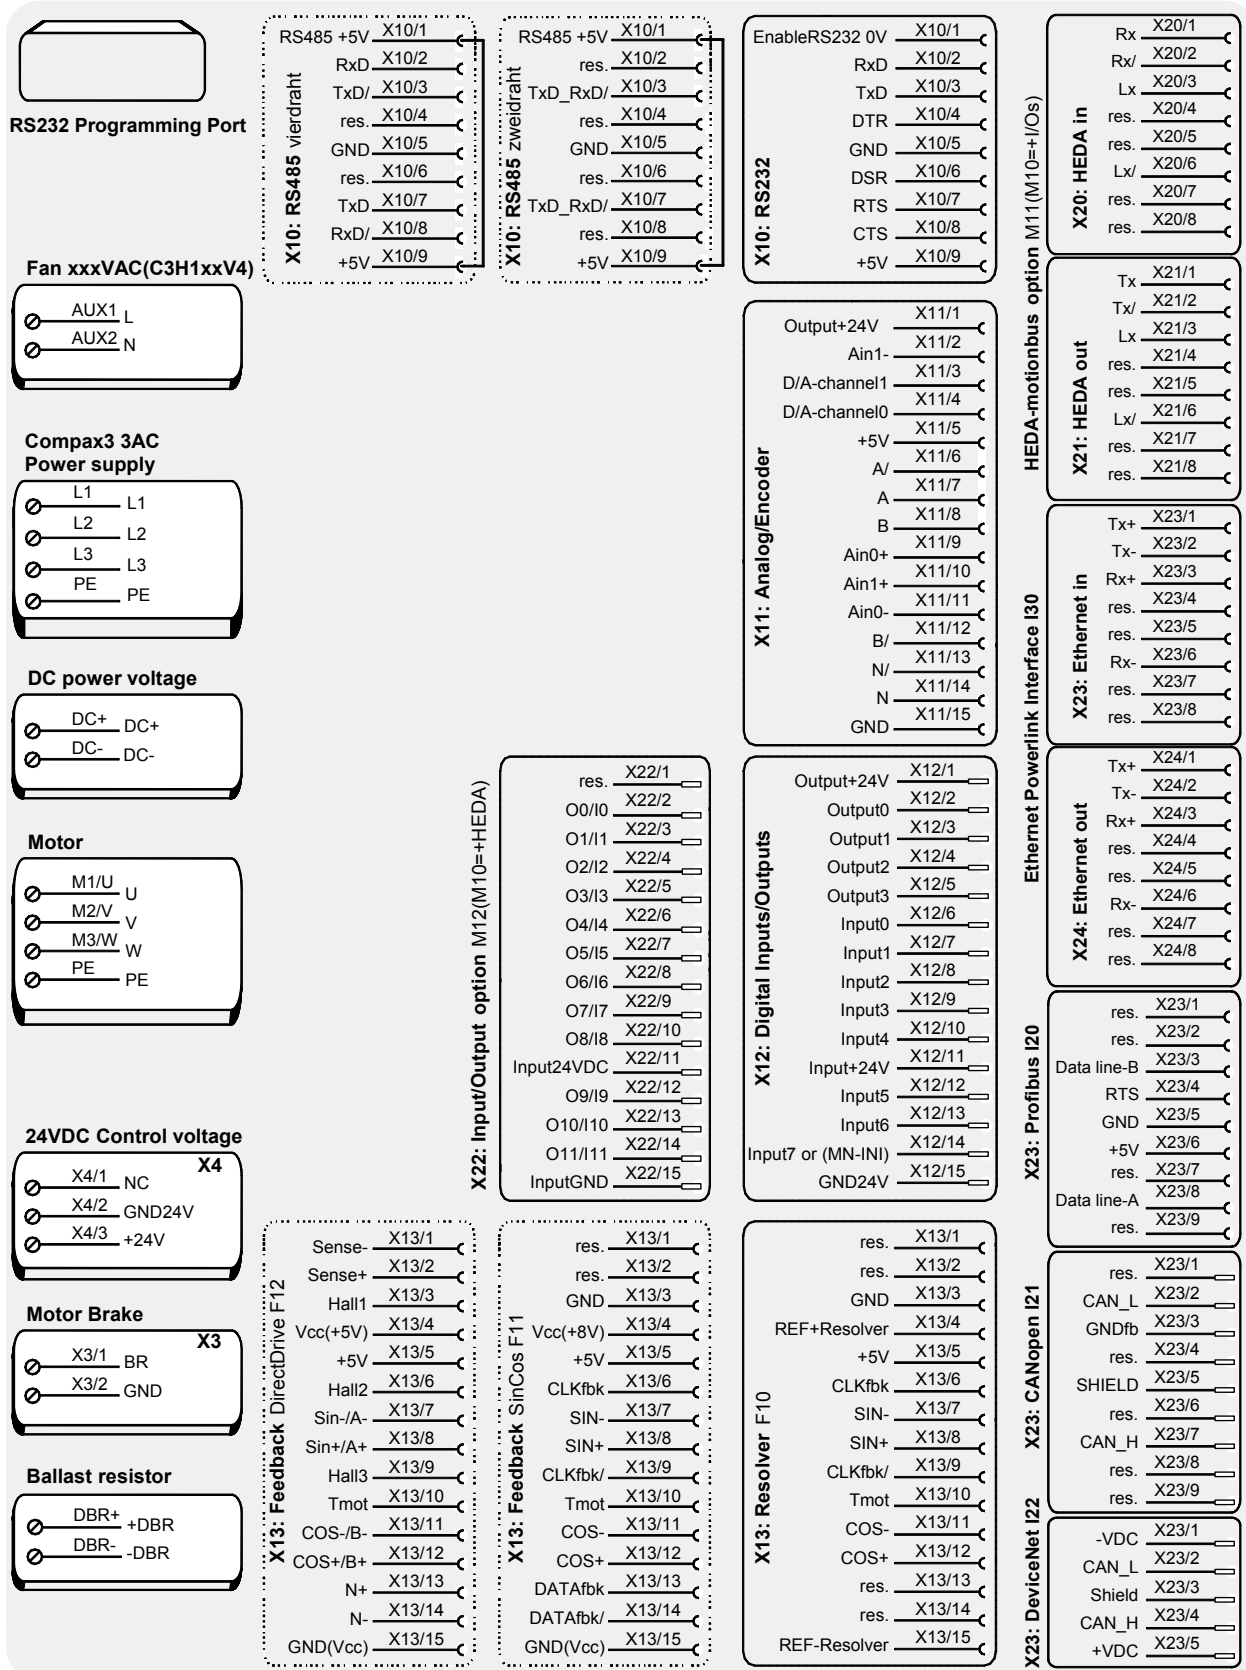 RS232 Programming Port
Fan xxxVAC(C3H1xxV4)
AUX1 L
AUX2 N
Compax3 3AC
Power supply
L1 L1
L2 L2
L3 L3
PE PE
DC power voltage
DC+ DC+
DC- DC-
Motor
M1/U U
M2/V V
M3/W W
PE PE
24VDC Control voltage
X4
X4/1 NC
X4/2 GND24V
X4/3 +24V
Motor Brake
X3
X3/1 BR
X3/2 GND
Ballast resistor
DBR+ +DBR
DBR- -DBR
X10: RS485 vierdraht
RS485 +5V X10/1
RxD X10/2
TxD/ X10/3
res. X10/4
GND X10/5
res. X10/6
TxD X10/7
RxD/ X10/8
+5V X10/9
X10: RS485 zweidraht
RS485 +5V X10/1
res. X10/2
TxD_RxD/ X10/3
res. X10/4
GND X10/5
res. X10/6
TxD_RxD/ X10/7
res. X10/8
+5V X10/9
X10: RS232
EnableRS232 0V X10/1
RxD X10/2
TxD X10/3
DTR X10/4
GND X10/5
DSR X10/6
RTS X10/7
CTS X10/8
+5V X10/9
X11: Analog/Encoder
Output+24V X11/1
Ain1- X11/2
D/A-channel1 X11/3
D/A-channel0 X11/4
+5V X11/5
A/ X11/6
A X11/7
B X11/8
Ain0+ X11/9
Ain1+ X11/10
Ain0- X11/11
B/ X11/12
N/ X11/13
N X11/14
GND X11/15
X22: Input/Output option M12(M10=+HEDA)
res. X22/1
O0/I0 X22/2
O1/I1 X22/3
O2/I2 X22/4
O3/I3 X22/5
O4/I4 X22/6
O5/I5 X22/7
O6/I6 X22/8
O7/I7 X22/9
O8/I8 X22/10
Input24VDC X22/11
O9/I9 X22/12
O10/I10 X22/13
O11/I11 X22/14
InputGND X22/15
X12: Digital Inputs/Outputs
Output+24V X12/1
Output0 X12/2
Output1 X12/3
Output2 X12/4
Output3 X12/5
Input0 X12/6
Input1 X12/7
Input2 X12/8
Input3 X12/9
Input4 X12/10
Input+24V X12/11
Input5 X12/12
Input6 X12/13
Input7 or (MN-INI) X12/14
GND24V X12/15
X13: Feedback DirectDrive F12
Sense- X13/1
Sense+ X13/2
Hall1 X13/3
Vcc(+5V) X13/4
+5V X13/5
Hall2 X13/6
Sin-/A- X13/7
Sin+/A+ X13/8
Hall3 X13/9
Tmot X13/10
COS-/B- X13/11
COS+/B+ X13/12
N+ X13/13
N- X13/14
GND(Vcc) X13/15
X13: Feedback SinCos F11
res. X13/1
res. X13/2
GND X13/3
Vcc(+8V) X13/4
+5V X13/5
CLKfbk X13/6
SIN- X13/7
SIN+ X13/8
CLKfbk/ X13/9
Tmot X13/10
COS- X13/11
COS+ X13/12
DATAfbk X13/13
DATAfbk/ X13/14
GND(Vcc) X13/15
X13: Resolver F10
res. X13/1
res. X13/2
GND X13/3
REF+Resolver X13/4
+5V X13/5
CLKfbk X13/6
SIN- X13/7
SIN+ X13/8
CLKfbk/ X13/9
Tmot X13/10
COS- X13/11
COS+ X13/12
res. X13/13
res. X13/14
REF-Resolver X13/15
HEDA-motionbus option M11(M10=+I/Os)
X20: HEDA in
Rx X20/1
Rx/ X20/2
Lx X20/3
res. X20/4
res. X20/5
Lx/ X20/6
res. X20/7
res. X20/8
X21: HEDA out
Tx X21/1
Tx/ X21/2
Lx X21/3
res. X21/4
res. X21/5
Lx/ X21/6
res. X21/7
res. X21/8
Ethernet Powerlink Interface I30
X23: Ethernet in
Tx+ X23/1
Tx- X23/2
Rx+ X23/3
res. X23/4
res. X23/5
Rx- X23/6
res. X23/7
res. X23/8
X24: Ethernet out
Tx+ X24/1
Tx- X24/2
Rx+ X24/3
res. X24/4
res. X24/5
Rx- X24/6
res. X24/7
res. X24/8
X23: Profibus I20
res. X23/1
res. X23/2
Data line-B X23/3
RTS X23/4
GND X23/5
+5V X23/6
res. X23/7
Data line-A X23/8
res. X23/9
X23: CANopen I21
res. X23/1
CAN_L X23/2
GNDfb X23/3
res. X23/4
SHIELD X23/5
res. X23/6
CAN_H X23/7
res. X23/8
res. X23/9
X23: DeviceNet I22
-VDC X23/1
CAN_L X23/2
Shield X23/3
CAN_H X23/4
+VDC X23/5